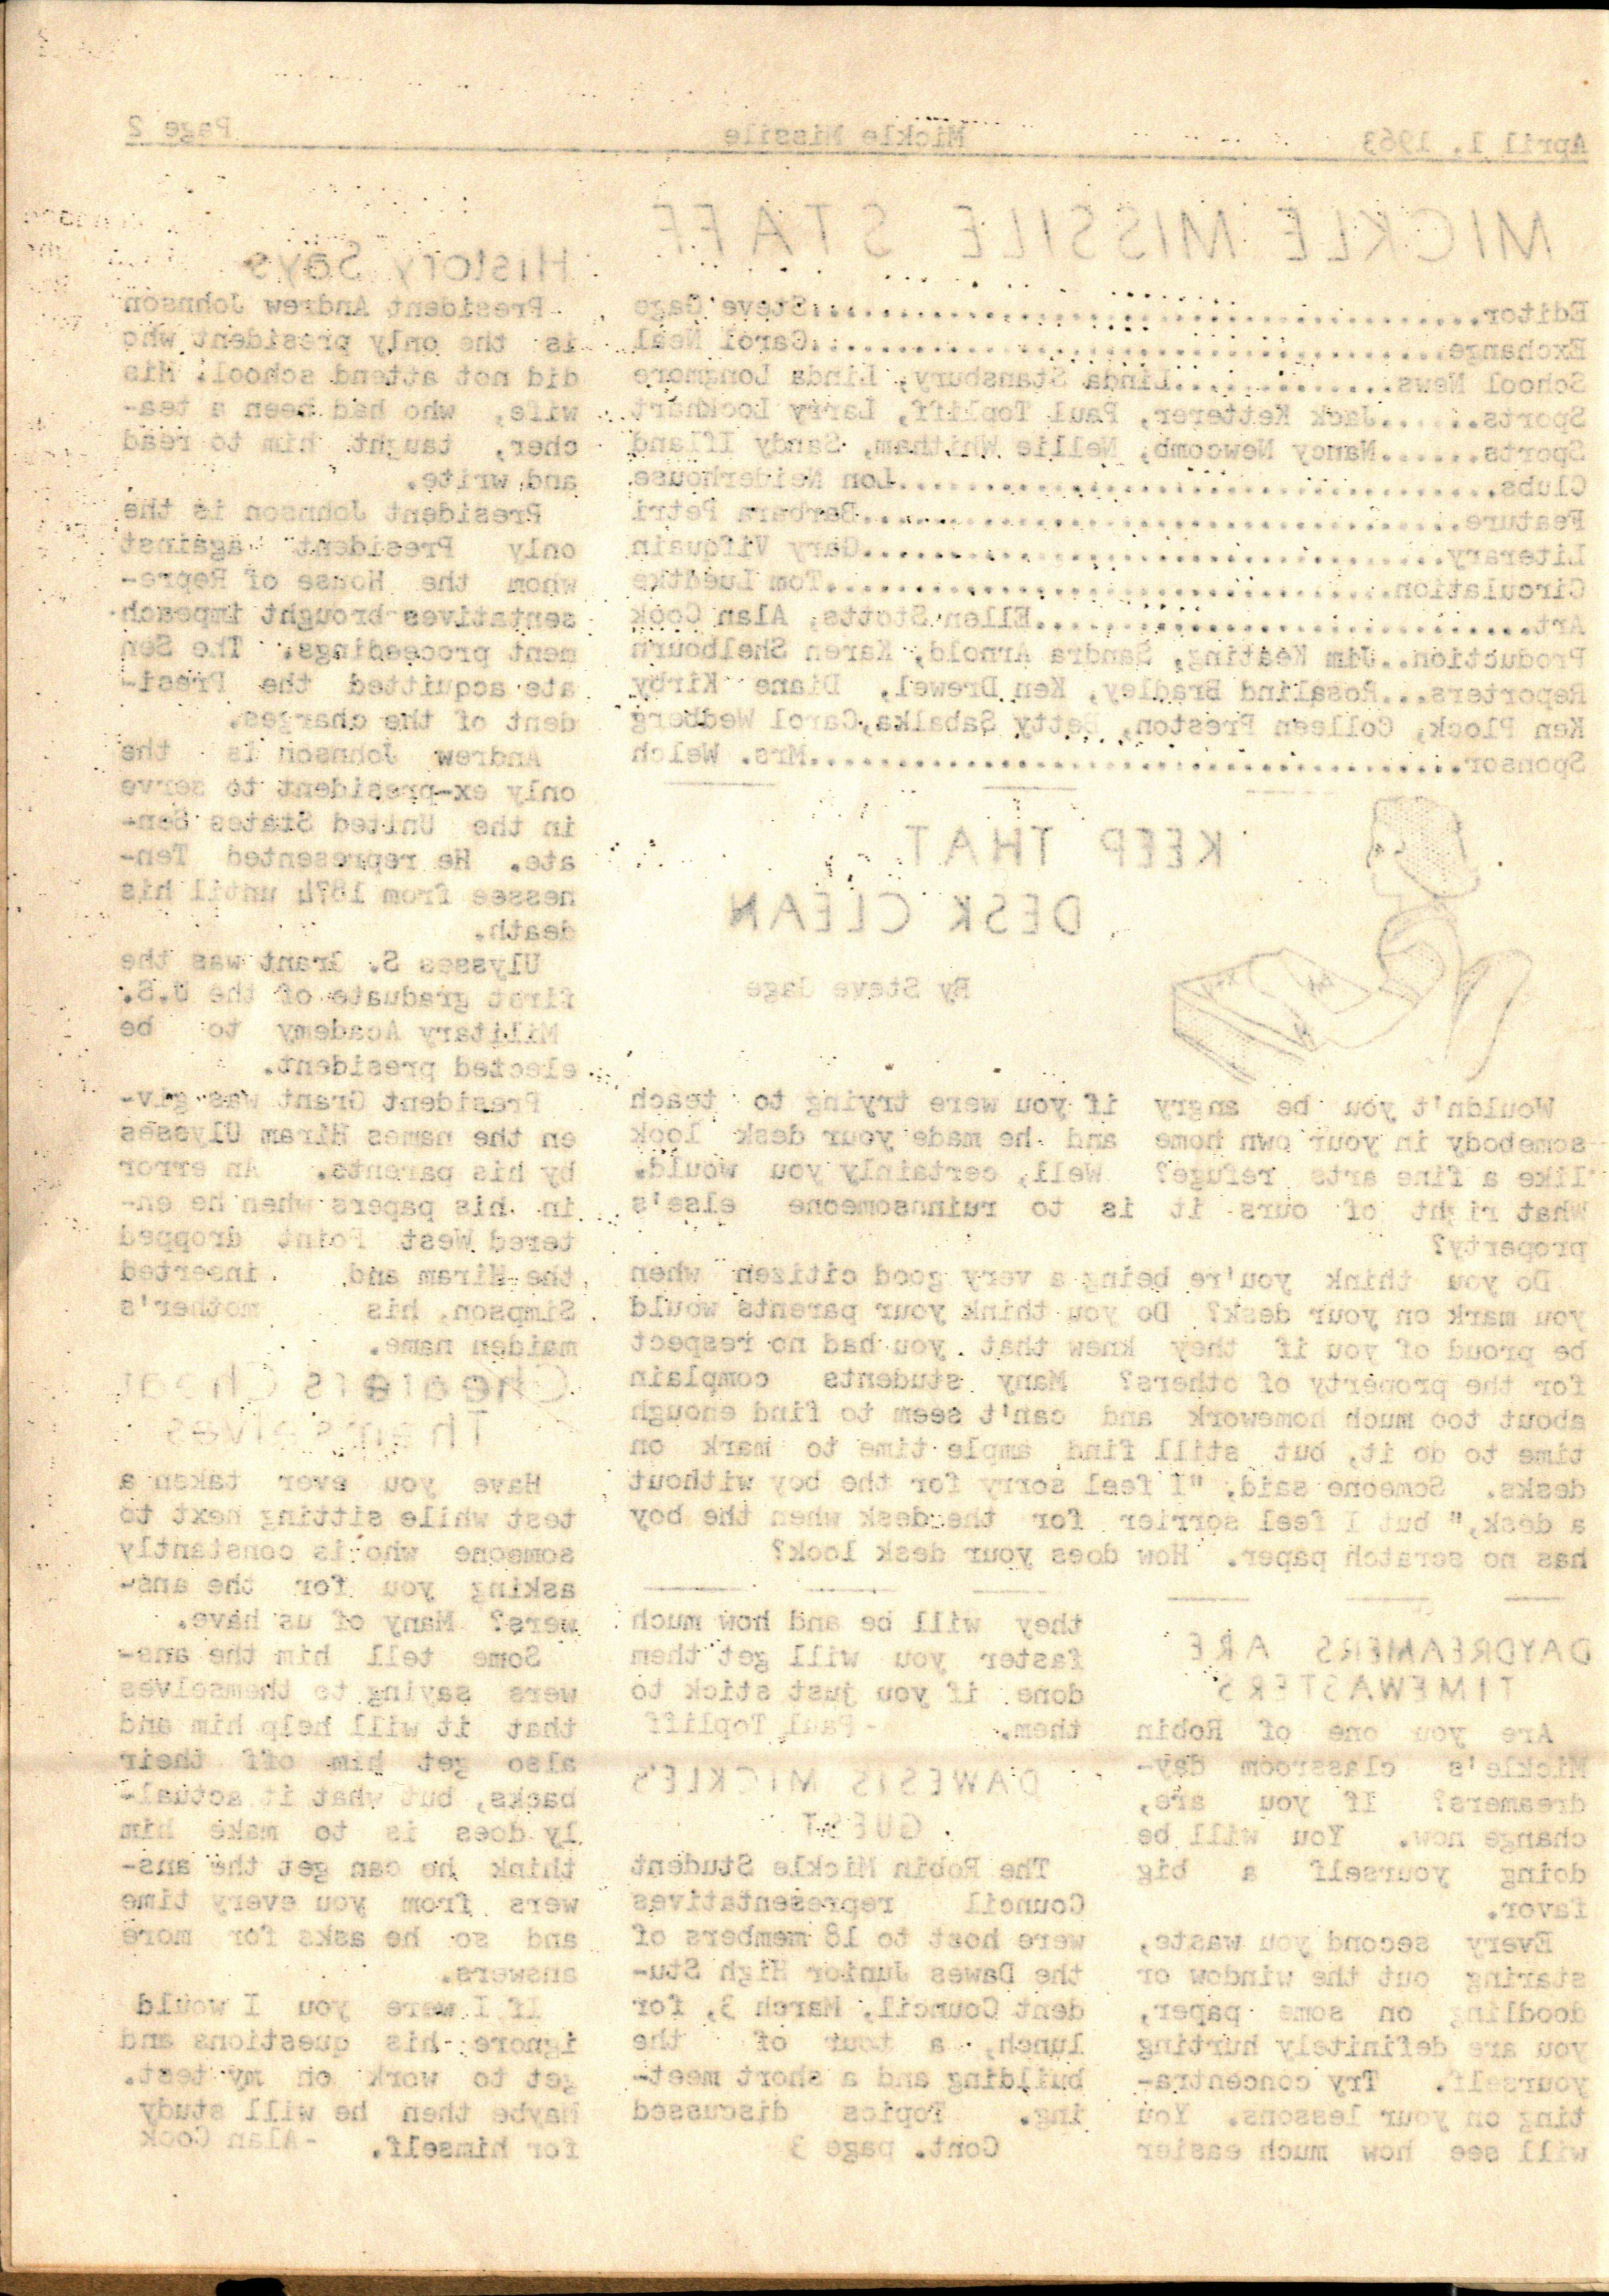 April 1, 1963 Mickle Missile Page 2
MICKLE MISSILE STAFF
Editor...Steve Gage
Exchange...Carol Neal
School News...Linda Stansbury, Linda Longmore
Sports...Jack Ketterer, Paul Topliff, Larry Lockhart
Sports...Nancy Newcomb, Nellie Whitham, Sandy Ifland
Clubs...Lon Neiderhouse
Feature...Barbara Petri
Literary...Gary Vifquain
Circulation...Tom Luedtke
Art...Ellen Stotts, Alan Cook
Production..Jim Keating, Sandra Arnold, Karen Shelbourn
Reporters...Rosalind Bradley, Ken Drewel, Diane Kirby
Ken Plock, Colleen Preston, Betty Sabalka, Carol Wedberg
Sponsor...Mrs. Welch
KEEP THAT
DESK CLEAN
By Steve Gage
Wouldn't you be angry if you were trying to teach
somebody in your own home and he made your desk look
like a fine arts refuge? Well, certainly you would.
What right of ours it is to ruinnsomeone else's
property?
Do you think you're being a very good citizen when
you mark on your desk? Do you think your parents would
be proud of you if they knew that you had no respect
for the property of others? Many students complain
about too much homework and can't seem to find enough
time to do it, but still find ample time to mark on
desks. Someone said, "I feel sorry for the boy without
a desk," but I feel sorrier for the desk when the boy
has no scratch paper. How does your desk look?
DAYDREAMERS ARE
TIMEWASTERS
Are you one of Robin
Mickle's classroom day-
dreamers? If you are,
change now. You will be
doing yourself a big
favor.
Every second you waste,
staring out the window or
doodling on some paper,
you are definitely hurting
yourself. Try concentra-
ting on your lessons. You
will see how much easier
they will be and how much
faster you will get them
done if you just stick to
them. -Paul Topliff
DAWES IS MICKLE'S
GUEST
The Robin Mickle Student
Council representatives
were host to 18 members of
the Dawes Junior High Stu-
dent Council, March 3, for
lunch, a tour of the
building and a short meet-
ing. Topics discussed
Cont. page 3
History Says
President Andrew Johnson
is the only president who
did not attend school. His
wife, who had been a tea-
cher, taught him to read
and write.
President Johnson is the
only President against
whom the House of Repre-
sentatives brought impeach
ment proceedings. The Sen
ate acquitted the Presi-
dent of the charges.
Andrew Johnson is the
only ex-president to serve
in the United States Sen-
ate. He represented Ten-
nessee from 1874 until his
death.
Ulysses S. Grant was the
first graduate of the U.S.
Military Academy to be
elected president.
President Grant was giv-
en the names Hiram Ulysses
by his parents. An error
in his papers when he en-
tered West Point dropped
the Hiram and inserted
Simpson, his mother's
maiden name.
Cheaters Cheat
Themselves
Have you ever taken a
test while sitting next to
someone who is constantly
asking you for the ans-
wers? Many of us have.
Some tell him the ans-
wers saying to themselves
that it will help him and
also get him off their
backs, but what it actual-
ly does is to make him
think he can get the ans-
wers from you every time
and so he asks for more
answers.
If I were you I would
ignore his questions and
get to work on my test.
Maybe then he will study
for himself. -Alan Cook